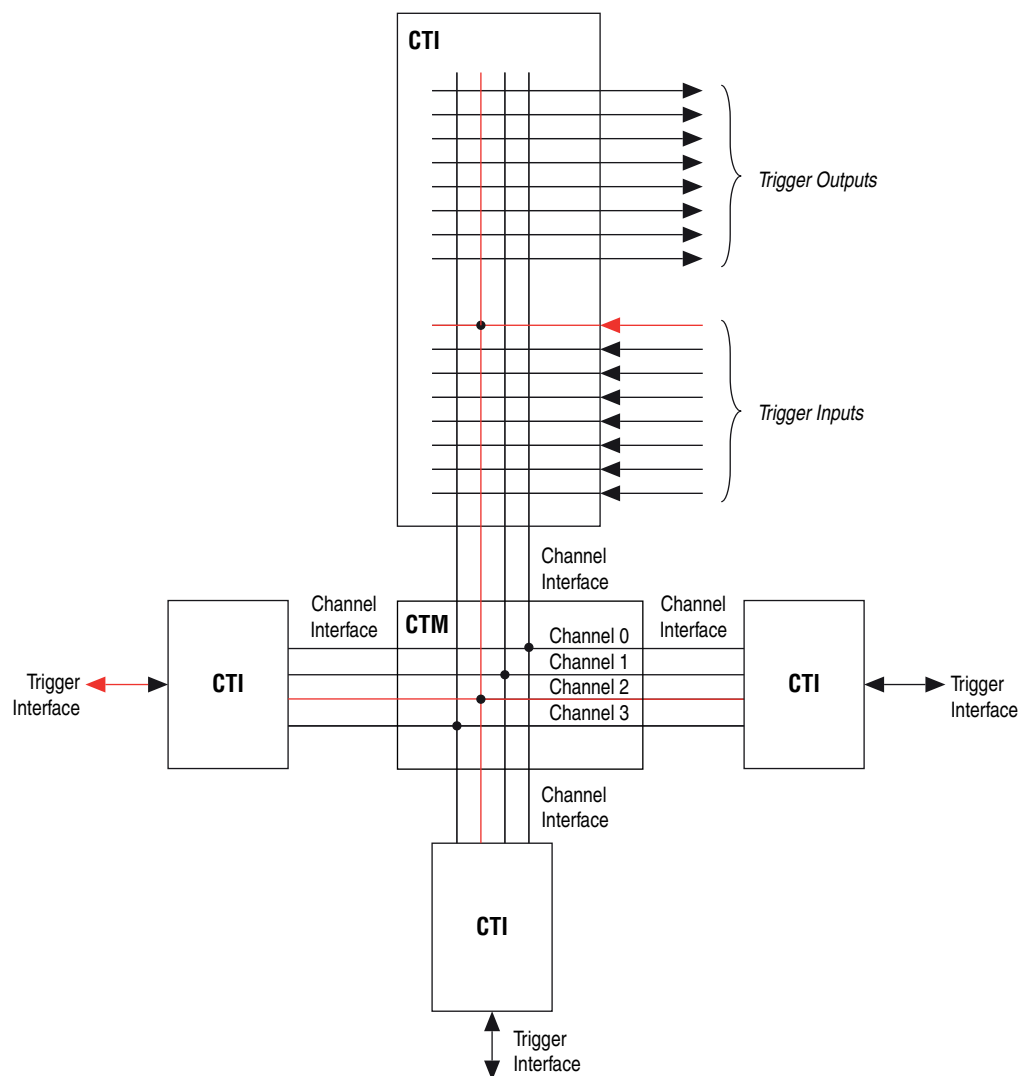 CTI
Trigger Outputs
Trigger Inputs
Channel
Interface
Channel
Interface
CTM
Channel
Interface
Channel 0
Channel 1
Channel 2
Channel 3
Trigger
Interface
CTI
CTI
Trigger
Interface
Channel
Interface
CTI
Trigger
Interface